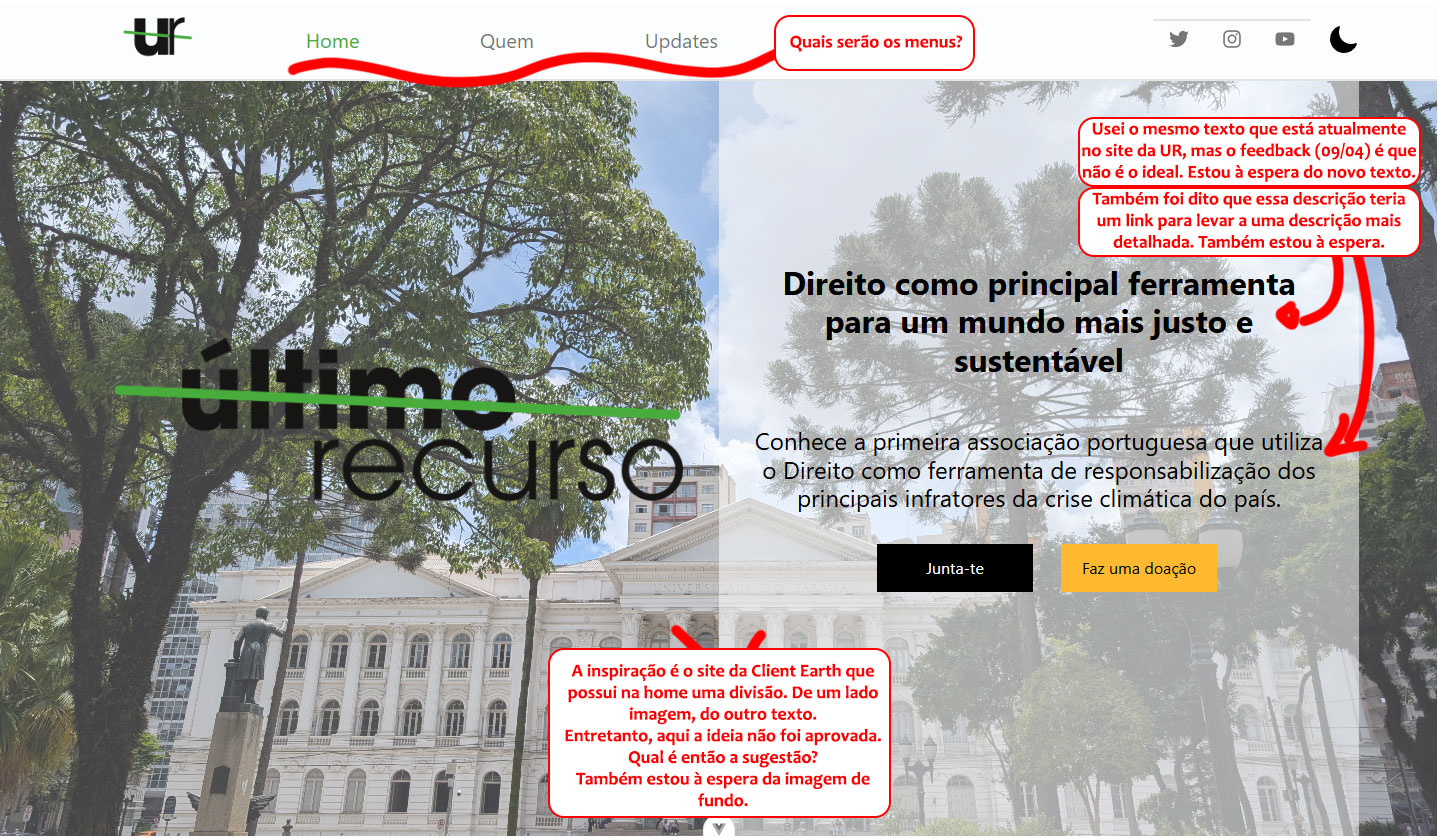 ur
Home
Quem
Updates
Quais serão os menus?
Usei o mesmo texto que está atualmente
no site da UR, mas o feedback (09/04) é que
não é o ideal. Estou à espera do novo texto.
Também foi dito que essa descrição teria
um link para levar a uma descrição mais
detalhada. Também estou à espera.
Direito como principal ferramenta
para um mundo mais justo e
sustentável
último
recurso
Conhece a primeira associação portuguesa que utiliza
o Direito como ferramenta de responsabilização dos
principais infratores da crise climática do país.
Junta-te
Faz uma doação
A inspiração é o site da Client Earth que
possui na home uma divisão. De um lado
imagem, do outro texto.
Entretanto, aqui a ideia não foi aprovada.
Qual é então a sugestão?
Também estou à espera da imagem de
fundo.